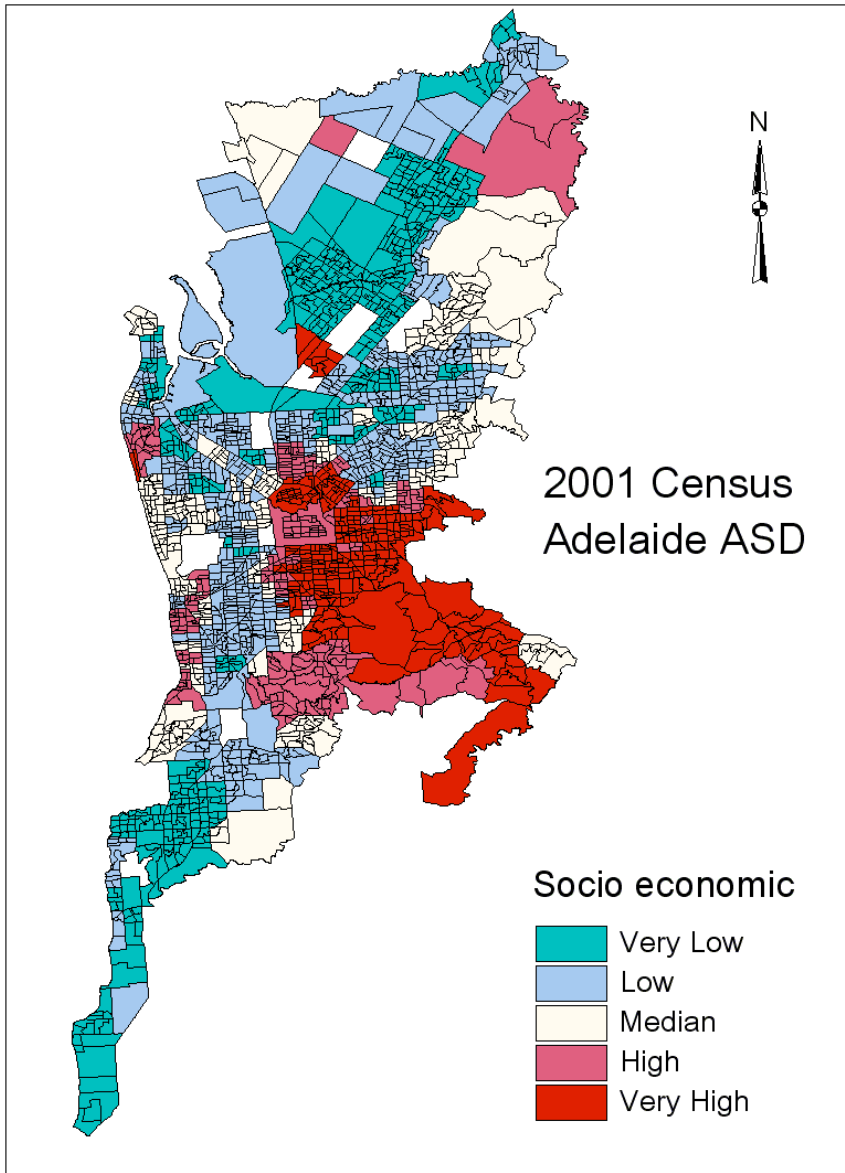 N
2001 Census
Adelaide ASD
Socio economic
Very Low
Low
Median
High
Very High